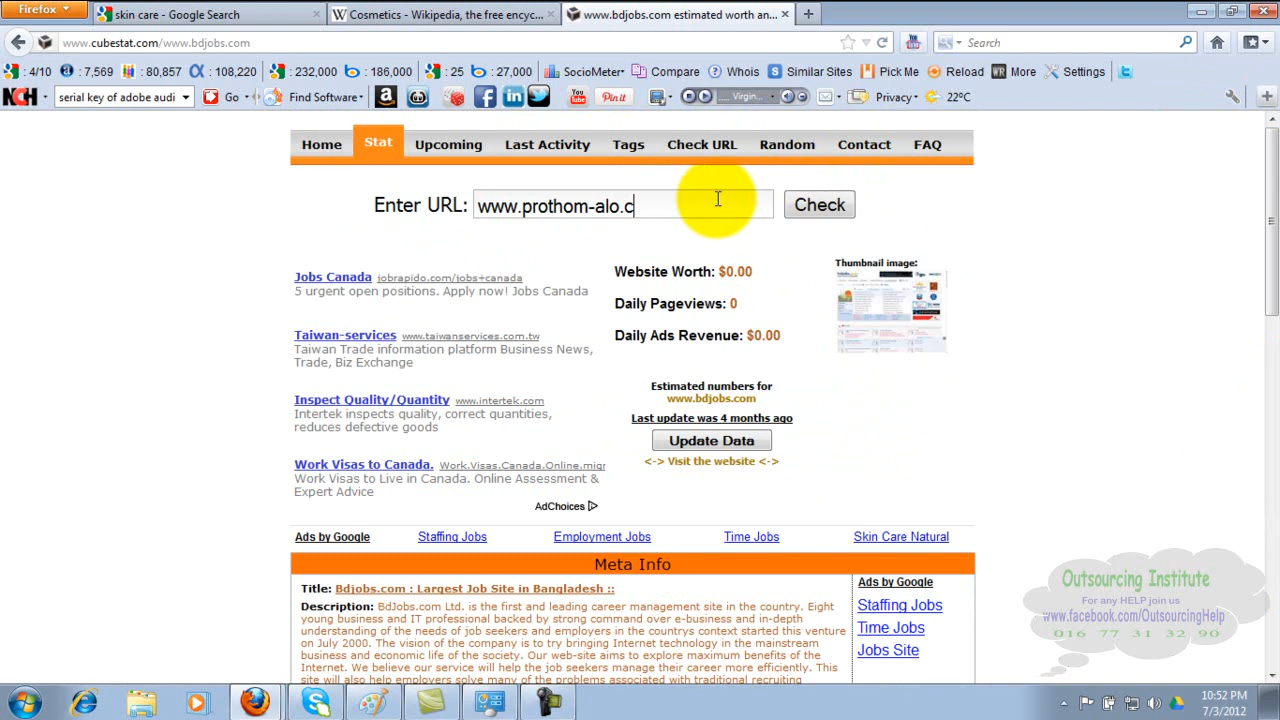 Firefox
skin care - Google Search
Cosmetics - Wikipedia, the free encyc...
www.bdjobs.com estimated worth an...
www.cubestat.com/www.bdjobs.com
Search
: 4/10 : 7,569 : 80,857 : 108,220 : 232,000 : 186,000 : 25 : 27,000 SocioMeter Compare Whois Similar Sites Pick Me Reload More Settings
NCH serial key of adobe audi Go Find Software Pin it Virgin... Privacy 22°C
Home Stat Upcoming Last Activity Tags Check URL Random Contact FAQ
Enter URL: www.prothom-alo.c Check
Jobs Canada jobrapido.com/jobs+canada
5 urgent open positions. Apply now! Jobs Canada
Taiwan-services www.taiwanservices.com.tw
Taiwan Trade information platform Business News,
Trade, Biz Exchange
Inspect Quality/Quantity www.intertek.com
Intertek inspects quality, correct quantities,
reduces defective goods
Work Visas to Canada. Work.Visas.Canada.Online.migr
Work Visas to Live in Canada. Online Assessment &
Expert Advice
AdChoices
Website Worth: $0.00
Daily Pageviews: 0
Daily Ads Revenue: $0.00
Estimated numbers for
www.bdjobs.com
Last update was 4 months ago
Update Data
<-> Visit the website <->
Thumbnail image:
Ads by Google Staffing Jobs Employment Jobs Time Jobs Skin Care Natural
Meta Info
Title: Bdjobs.com : Largest Job Site in Bangladesh ::
Description: BdJobs.com Ltd. is the first and leading career management site in the country. Eight
young business and IT professional backed by strong command over e-business and in-depth
understanding of the needs of job seekers and employers in the countrys context started this venture
on July 2000. The vision of the company is to try bringing Internet technology in the mainstream
business and economic life of the society. Our web-site aims to explore maximum benefits of the
Internet. We believe our service will help the job seekers manage their career more efficiently. This
site will also help employers solve many of the problems associated with traditional recruiting
Ads by Google
Staffing Jobs
Time Jobs
Jobs Site
Outsourcing Institute
For any HELP join us
www.facebook.com/OutsourcingHelp
016 77 31 32 90
10:52 PM
7/3/2012